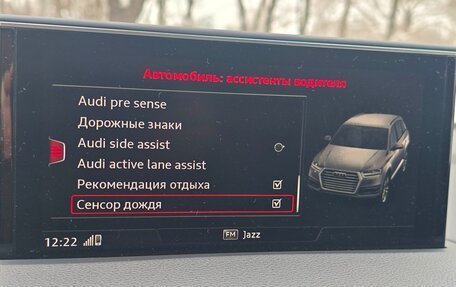 Автомобиль: ассистенты водителя
Audi pre sense
Дорожные знаки
Audi side assist
Audi active lane assist
Рекомендация отдыха
Сенсор дождя
12:22
FM Jazz